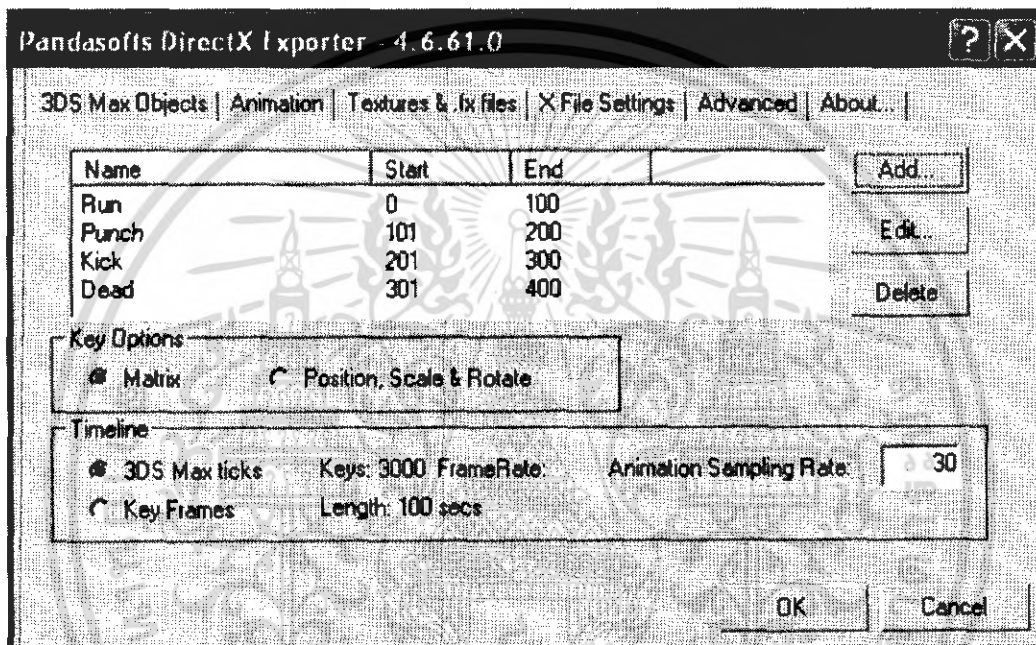 Pandasofts DirectX Exporter - 4.6.61.0
3DS Max Objects | Animation | Textures & .fx files | X File Settings | Advanced | About...
Name Start End
Run 0 100
Punch 101 200
Kick 201 300
Dead 301 400
Add...
Edit...
Delete
Key Options
Matrix Position, Scale & Rotate
Timeline
3DS Max ticks Keys: 3000 FrameRate: Animation Sampling Rate: 30
Key Frames Length: 100 secs
OK Cancel